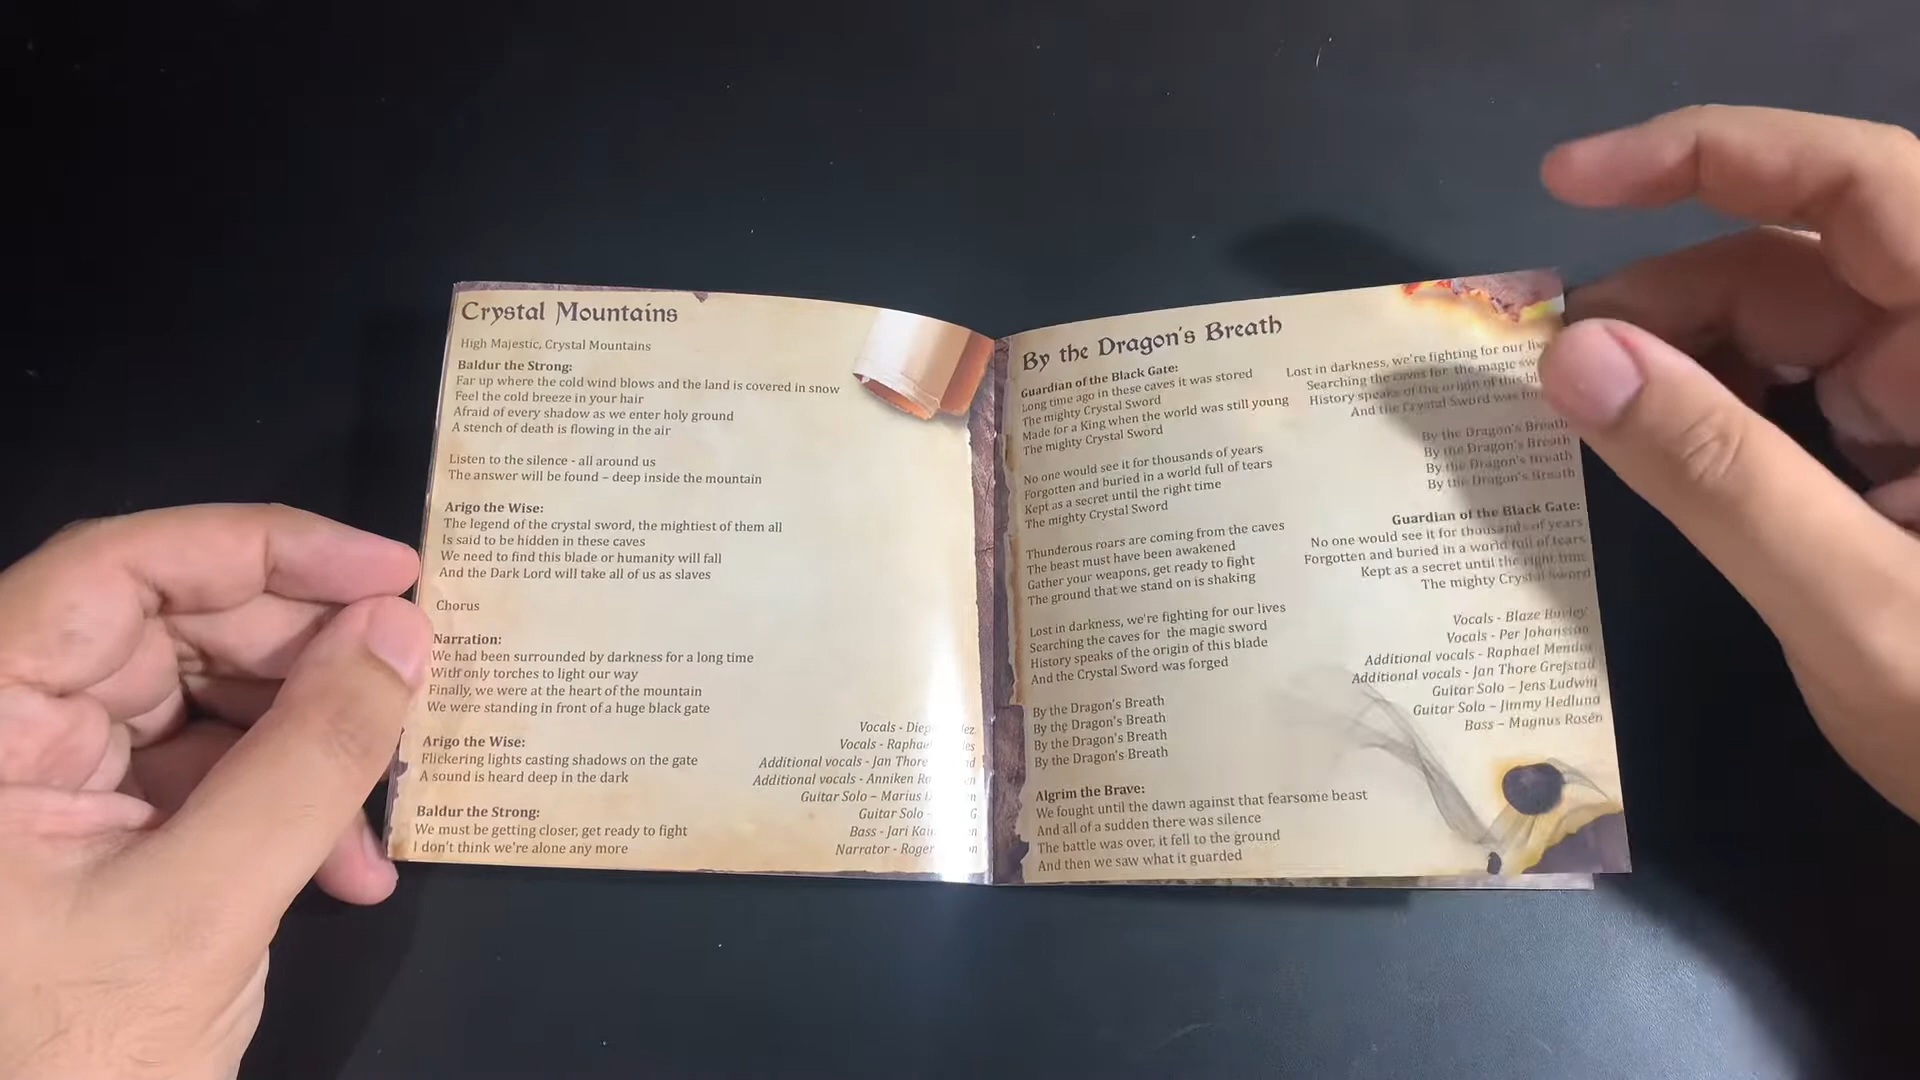 Crystal Mountains
High Majestic, Crystal Mountains
Baldur the Strong:
Far up where the cold wind blows and the land is covered in snow
Feel the cold breeze in your hair
Afraid of every shadow as we enter holy ground
A stench of death is flowing in the air
Listen to the silence - all around us
The answer will be found – deep inside the mountain
Arigo the Wise:
The legend of the crystal sword, the mightiest of them all
Is said to be hidden in these caves
We need to find this blade or humanity will fall
And the Dark Lord will take all of us as slaves
Chorus
Narration:
We had been surrounded by darkness for a long time
With only torches to light our way
Finally, we were at the heart of the mountain
We were standing in front of a huge black gate
Arigo the Wise:
Flickering lights casting shadows on the gate
A sound is heard deep in the dark
Baldur the Strong:
We must be getting closer, get ready to fight
I don't think we're alone any more
Vocals -
Vocals -
Additional vocals - Jan Thore
Additional vocals - Anniken
Guitar Solo – Marius
Guitar Solo -
Bass - Jari
Narrator - Roger
By the Dragon's Breath
Guardian of the Black Gate:
Long time ago in these caves it was stored
The mighty Crystal Sword
Made for a King when the world was still young
The mighty Crystal Sword
No one would see it for thousands of years
Forgotten and buried in a world full of tears
Kept as a secret until the right time
The mighty Crystal Sword
Thunderous roars are coming from the caves
The beast must have been awakened
Gather your weapons, get ready to fight
The ground that we stand on is shaking
Lost in darkness, we're fighting for our lives
Searching the caves for the magic sword
History speaks of the origin of this blade
And the Crystal Sword was forged
By the Dragon's Breath
By the Dragon's Breath
By the Dragon's Breath
By the Dragon's Breath
Algrim the Brave:
We fought until the dawn against that fearsome beast
And all of a sudden there was silence
The battle was over, it fell to the ground
And then we saw what it guarded
Lost in darkness, we're fighting for our
Searching the caves for the magic
History speaks of the origin of this
And the Crystal Sword was
By the Dragon's Breath
By the Dragon's Breath
By the Dragon's Breath
By the Dragon's Breath
Guardian of the Black Gate:
No one would see it for thousands of years
Forgotten and buried in a world full of tears
Kept as a secret until the right time
The mighty Crystal Sword
Vocals - Blaze
Vocals - Per Johansson
Additional vocals - Raphael Mendes
Additional vocals - Jan Thore Grefstad
Guitar Solo – Jens Ludwig
Guitar Solo – Jimmy Hedlund
Bass – Magnus Rosén